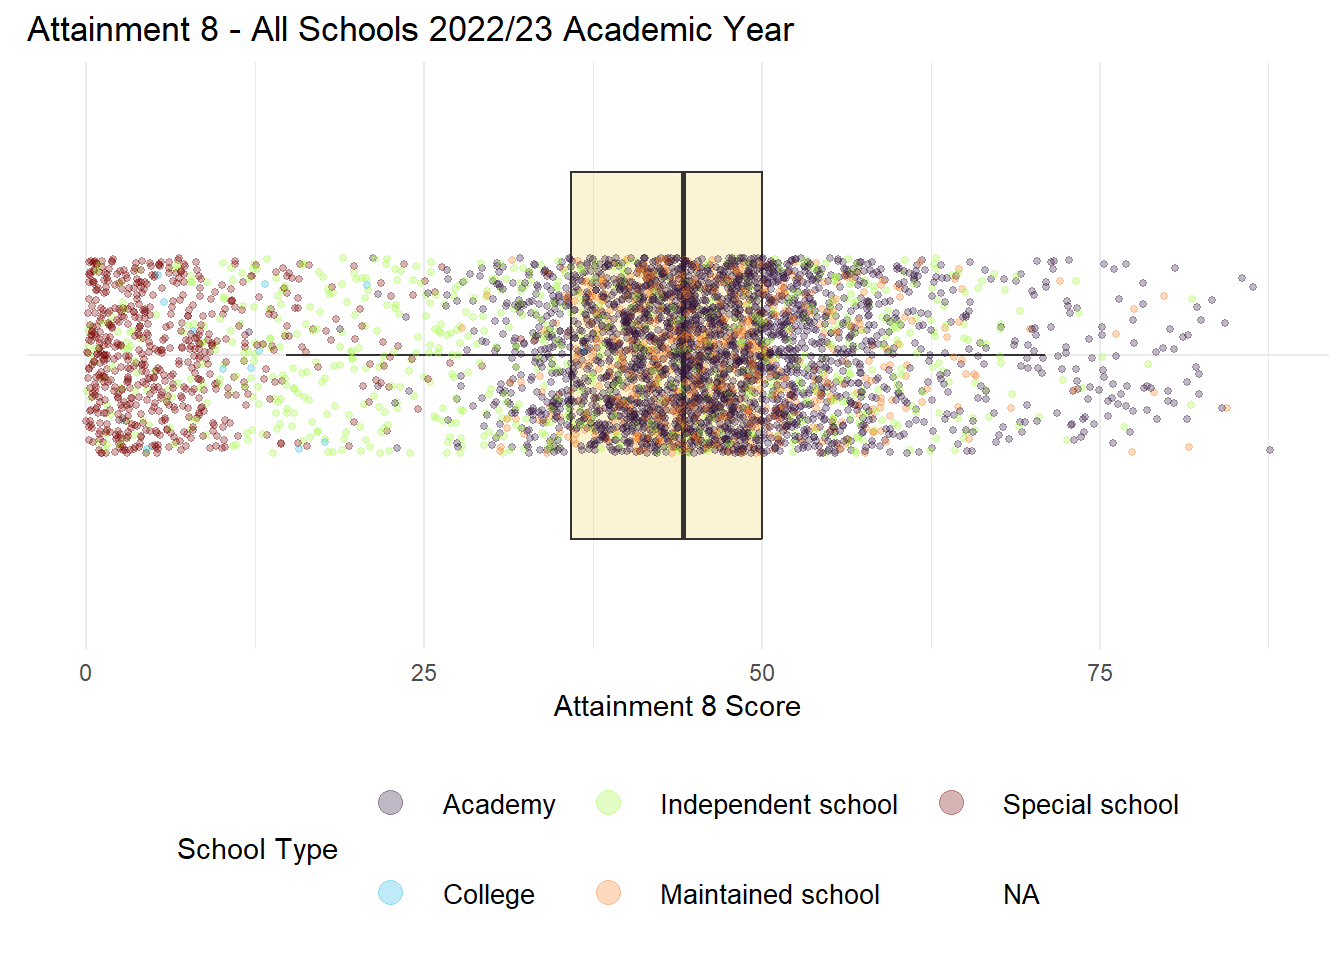 Attainment 8 - All Schools 2022/23 Academic Year
0 25 50 75
Attainment 8 Score
School Type
Academy Independent school Special school
College Maintained school NA